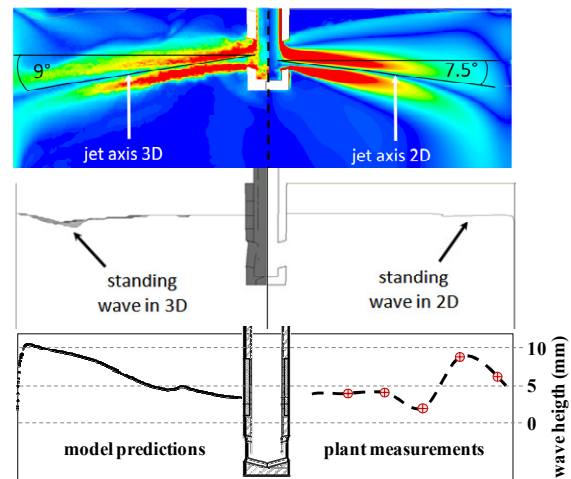 9°
7.5°
jet axis 3D
jet axis 2D
standing
wave in 3D
standing
wave in 2D
10
5
0
wave heigth (mm)
model predictions
plant measurements